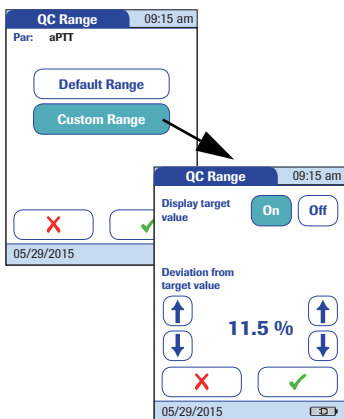 QC Range 09:15 am
Par: aPTT
Default Range
Custom Range
05/29/2015
QC Range 09:15 am
Display target
value
On Off
Deviation from
target value
11.5 %
05/29/2015